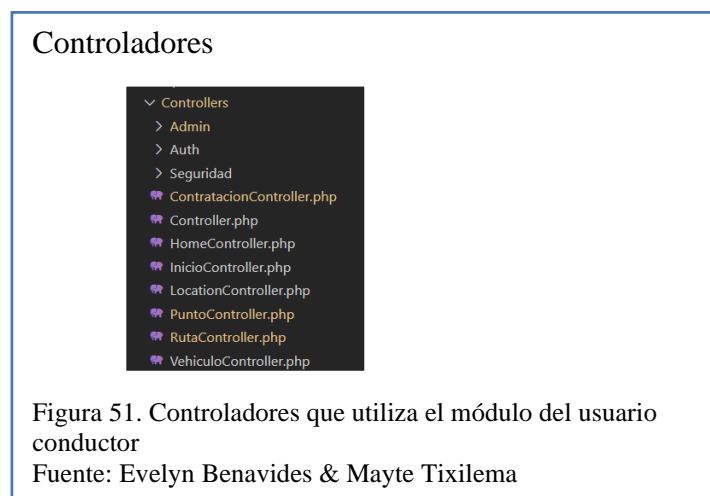 Controladores
Controllers
Admin
Auth
Seguridad
ContratacionController.php
Controller.php
HomeController.php
InicioController.php
LocationController.php
PuntoController.php
RutaController.php
VehiculoController.php
Figura 51. Controladores que utiliza el módulo del usuario
conductor
Fuente: Evelyn Benavides & Mayte Tixilema